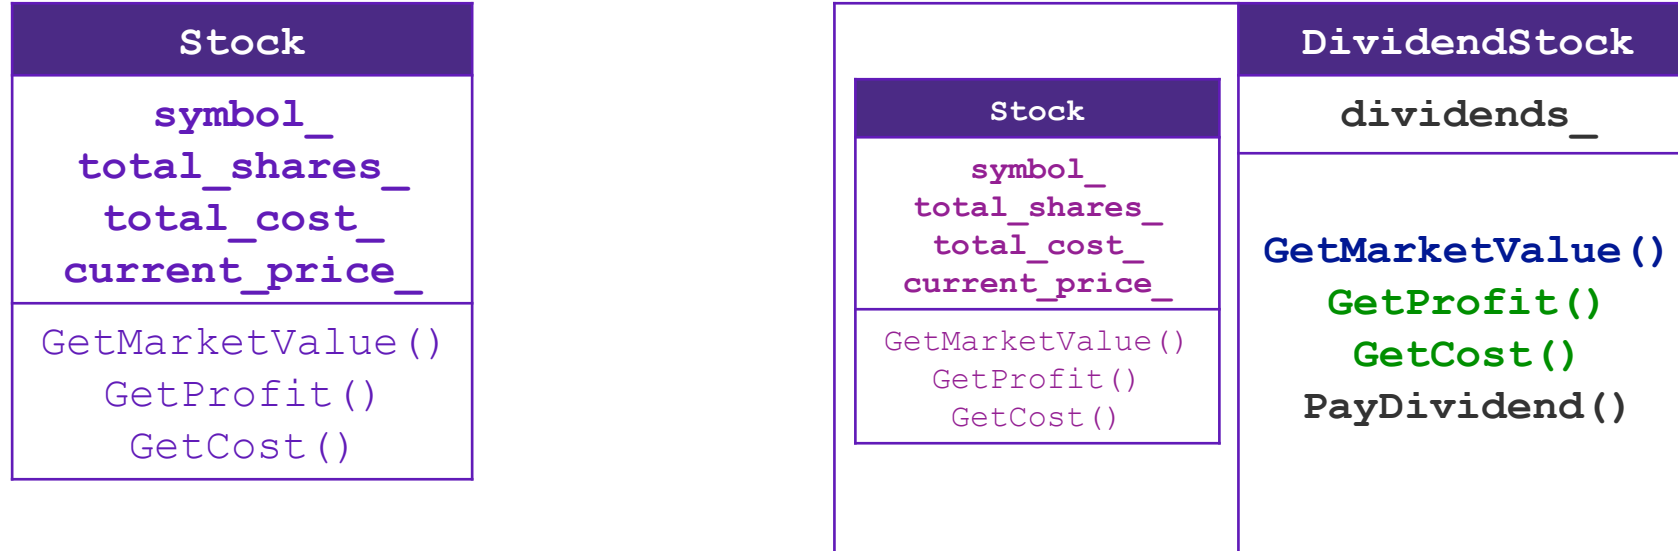 Stock
symbol_
total_shares_
total_cost_
current_price_
GetMarketValue()
GetProfit()
GetCost()
Stock
symbol_
total_shares_
total_cost_
current_price_
GetMarketValue()
GetProfit()
GetCost()
DividendStock
dividends_
GetMarketValue()
GetProfit()
GetCost()
PayDividend()